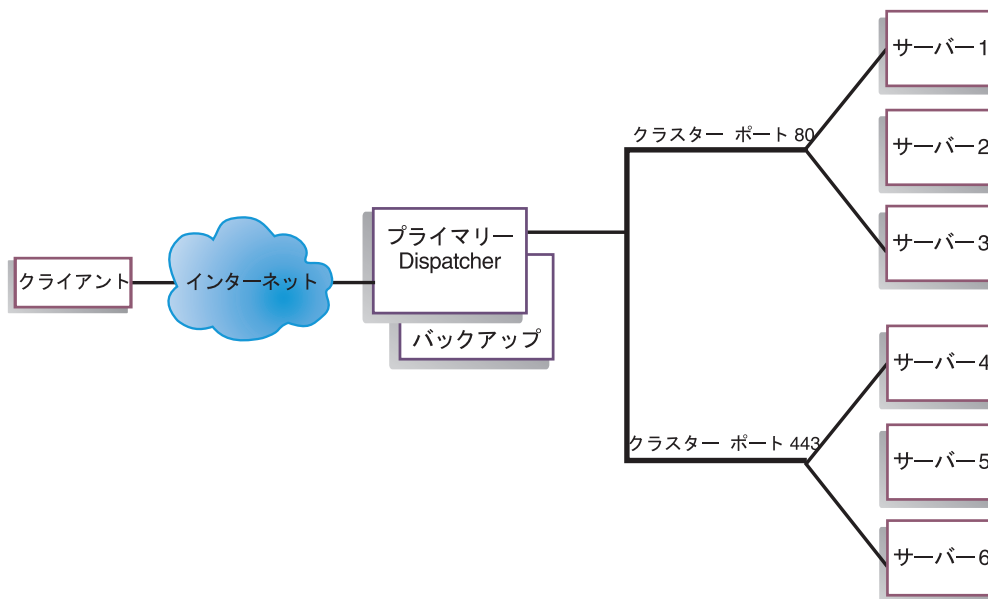 クライアント
インターネット
プライマリー
Dispatcher
バックアップ
クラスター ポート 80
サーバー 1
サーバー 2
サーバー 3
クラスター ポート 443
サーバー 4
サーバー 5
サーバー 6